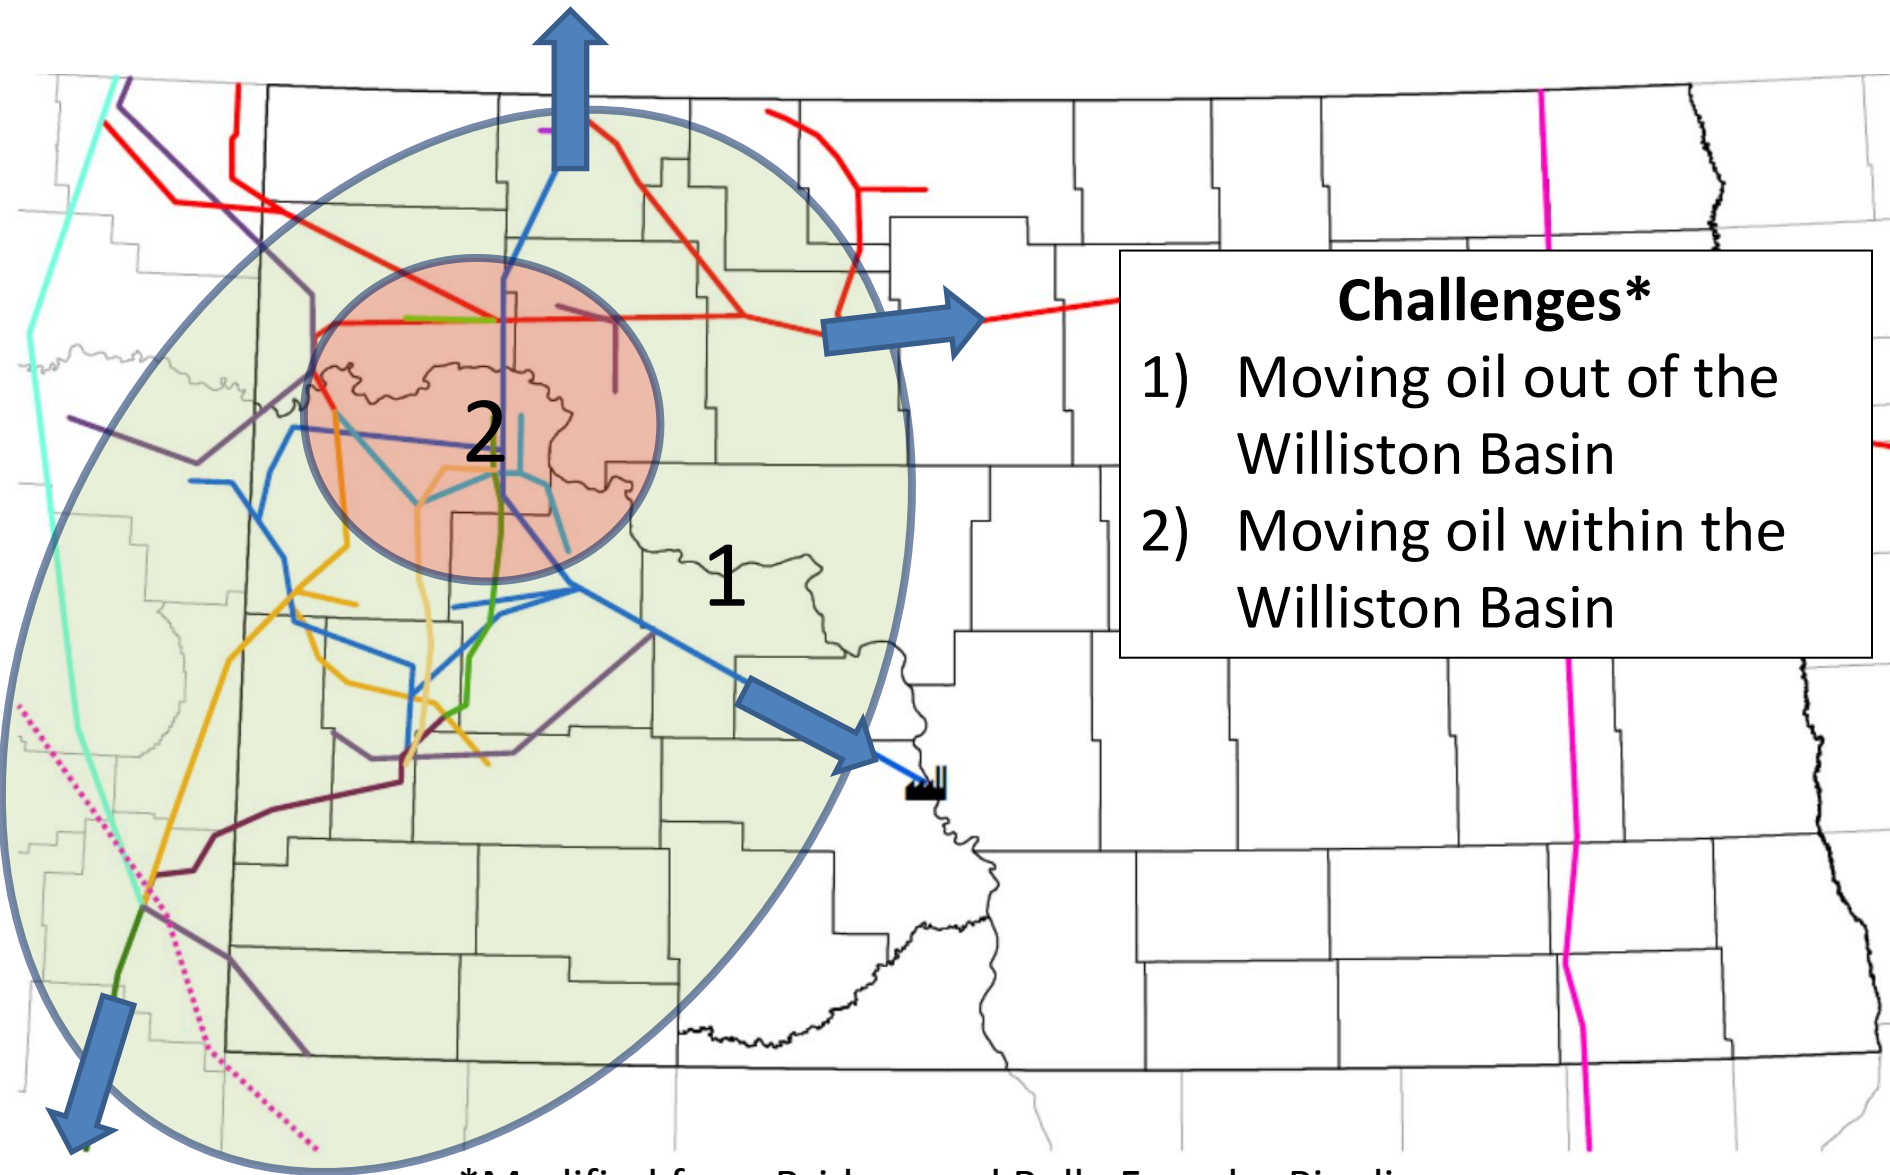 Challenges*
1) Moving oil out of the
Williston Basin
2) Moving oil within the
Williston Basin
2
1